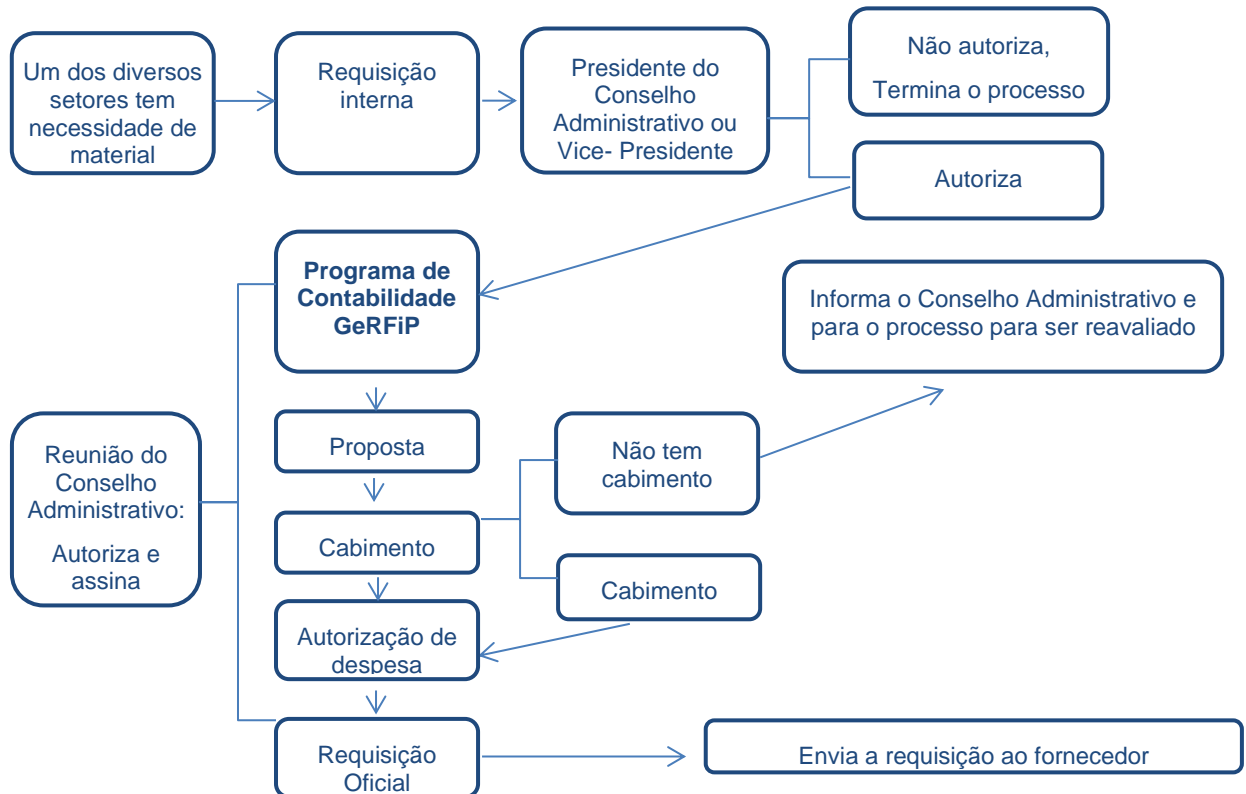 Um dos diversos
setores tem
necessidade de
material
Requisição
interna
Presidente do
Conselho
Administrativo ou
Vice- Presidente
Não autoriza,
Termina o processo
Autoriza
Programa de
Contabilidade
GeRFiP
Informa o Conselho Administrativo e
para o processo para ser reavaliado
Reunião do
Conselho
Administrativo:
Autoriza e
assina
Proposta
Não tem
cabimento
Cabimento
Cabimento
Autorização de
despesa
Requisição
Oficial
Envia a requisição ao fornecedor